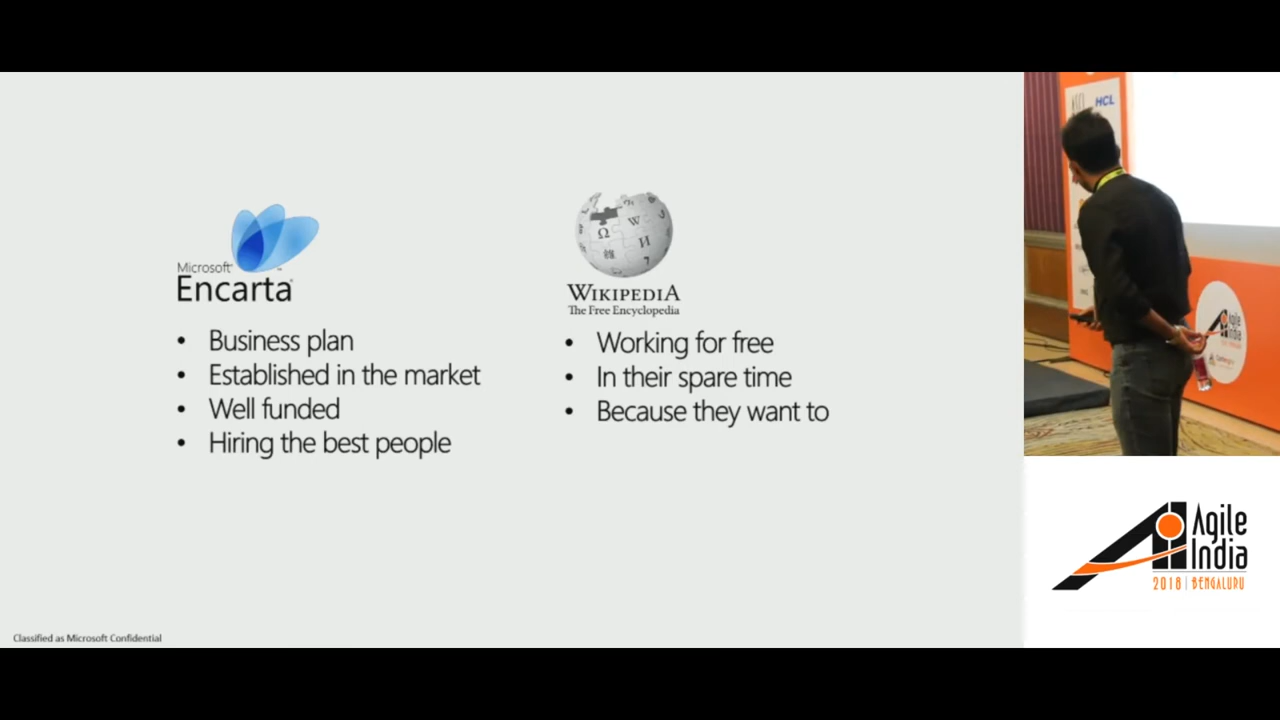 Microsoft
Encarta
• Business plan
• Established in the market
• Well funded
• Hiring the best people
WIKIPEDIA
The Free Encyclopedia
• Working for free
• In their spare time
• Because they want to
Classified as Microsoft Confidential
HCL
Agile
India
Agile
India
2018 | BENGALURU